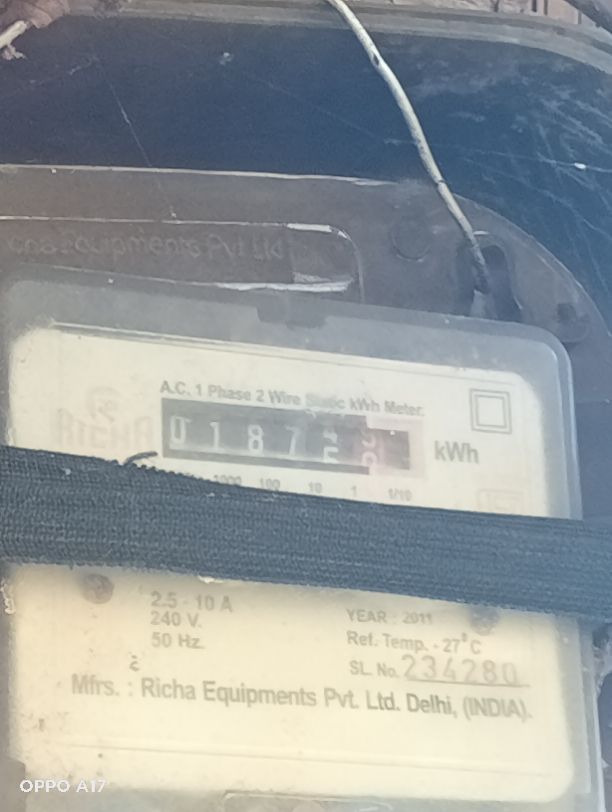 cha Equipments Pvt Ltd
A.C. 1 Phase 2 Wire Static kWh Meter.
RICHA
0 1 8 7
kWh
1000 100 10 1 1/10
2.5 - 10 A
240 V.
50 Hz.
YEAR : 2011
Ref. Temp. - 27°C
SL. No. 234280
Mfrs. : Richa Equipments Pvt. Ltd. Delhi, (INDIA).
OPPO A17